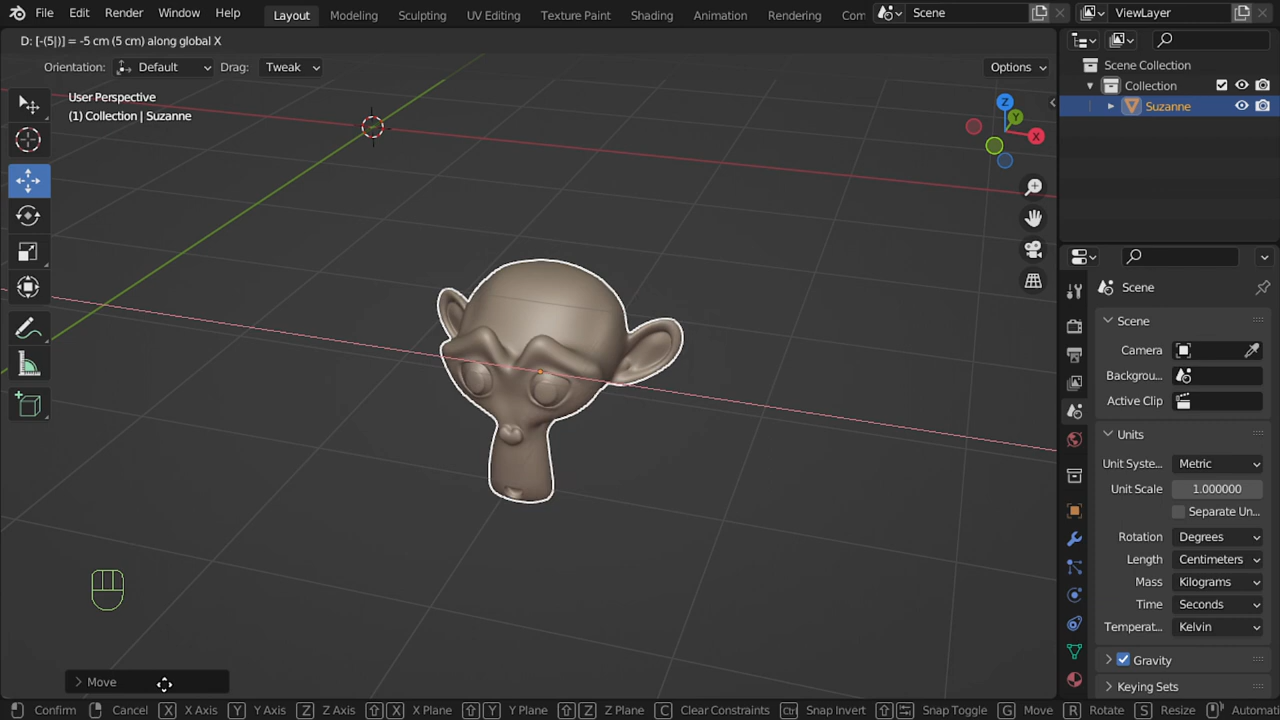 File Edit Render Window Help Layout Modeling Sculpting UV Editing Texture Paint Shading Animation Rendering Com Scene ViewLayer
D: [-(5|)] = -5 cm (5 cm) along global X
Orientation: Default Drag: Tweak Options
User Perspective
(1) Collection | Suzanne
Z
Y
X
Move
Scene Collection
Collection
Suzanne
Scene
Scene
Camera
Backgrou...
Active Clip
Units
Unit Syste... Metric
Unit Scale 1.000000
Separate Un...
Rotation Degrees
Length Centimeters
Mass Kilograms
Time Seconds
Temperat... Kelvin
Gravity
Keying Sets
Confirm Cancel X X Axis Y Y Axis Z Z Axis X X Plane Y Y Plane Z Z Plane C Clear Constraints Ctrl Snap Invert Snap Toggle G Move R Rotate S Resize Automati